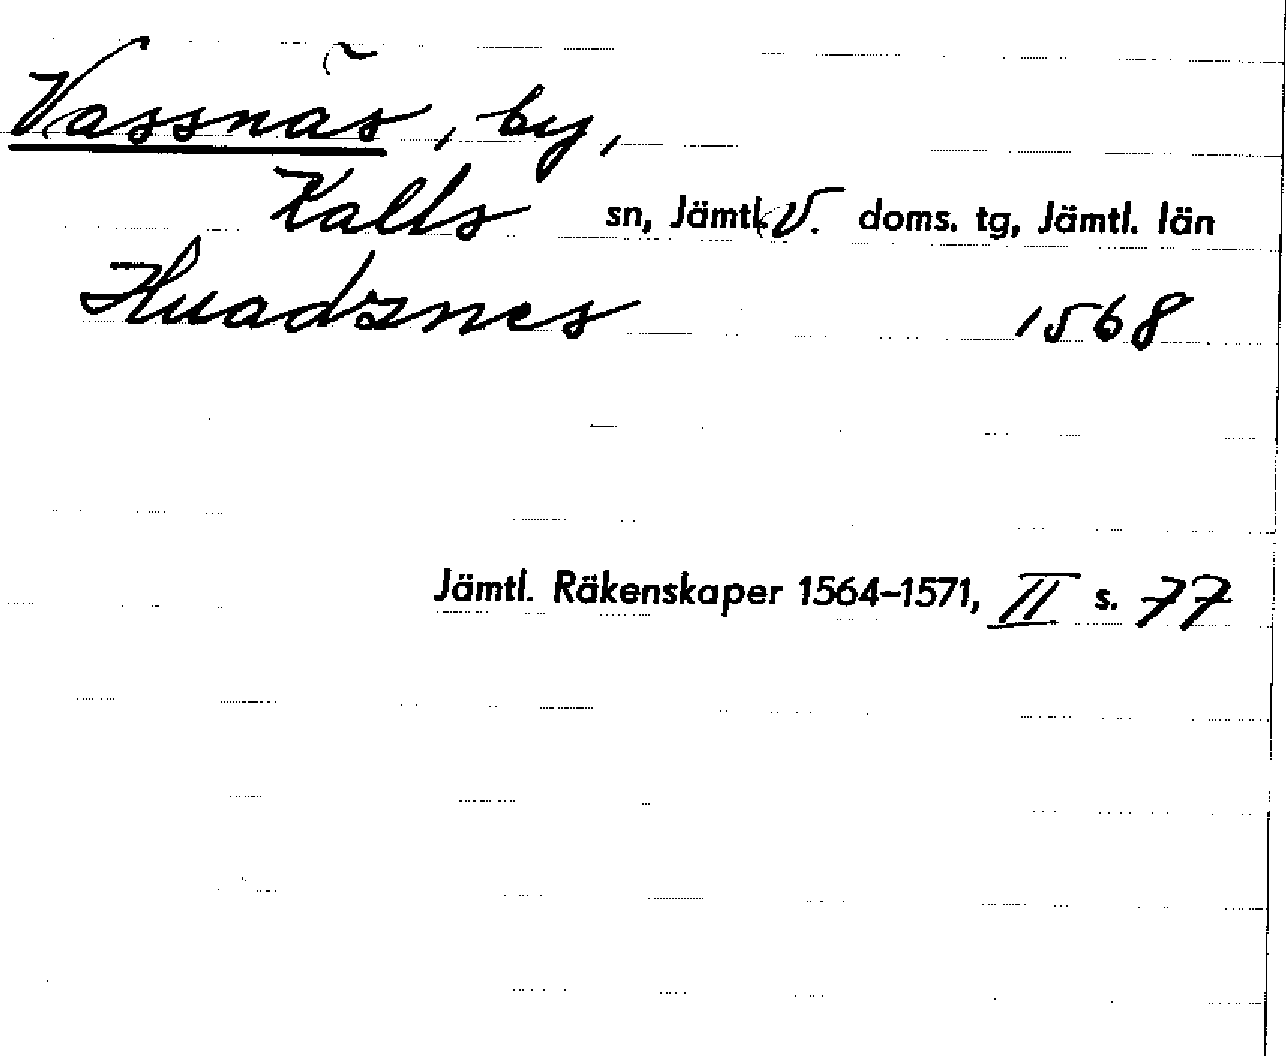 Vassnäs, by,
Kalls sn, Jämtl. V. doms. tg, Jämtl. län
Huadznes 1568
Jämtl. Räkenskaper 1564–1571, II s. 77